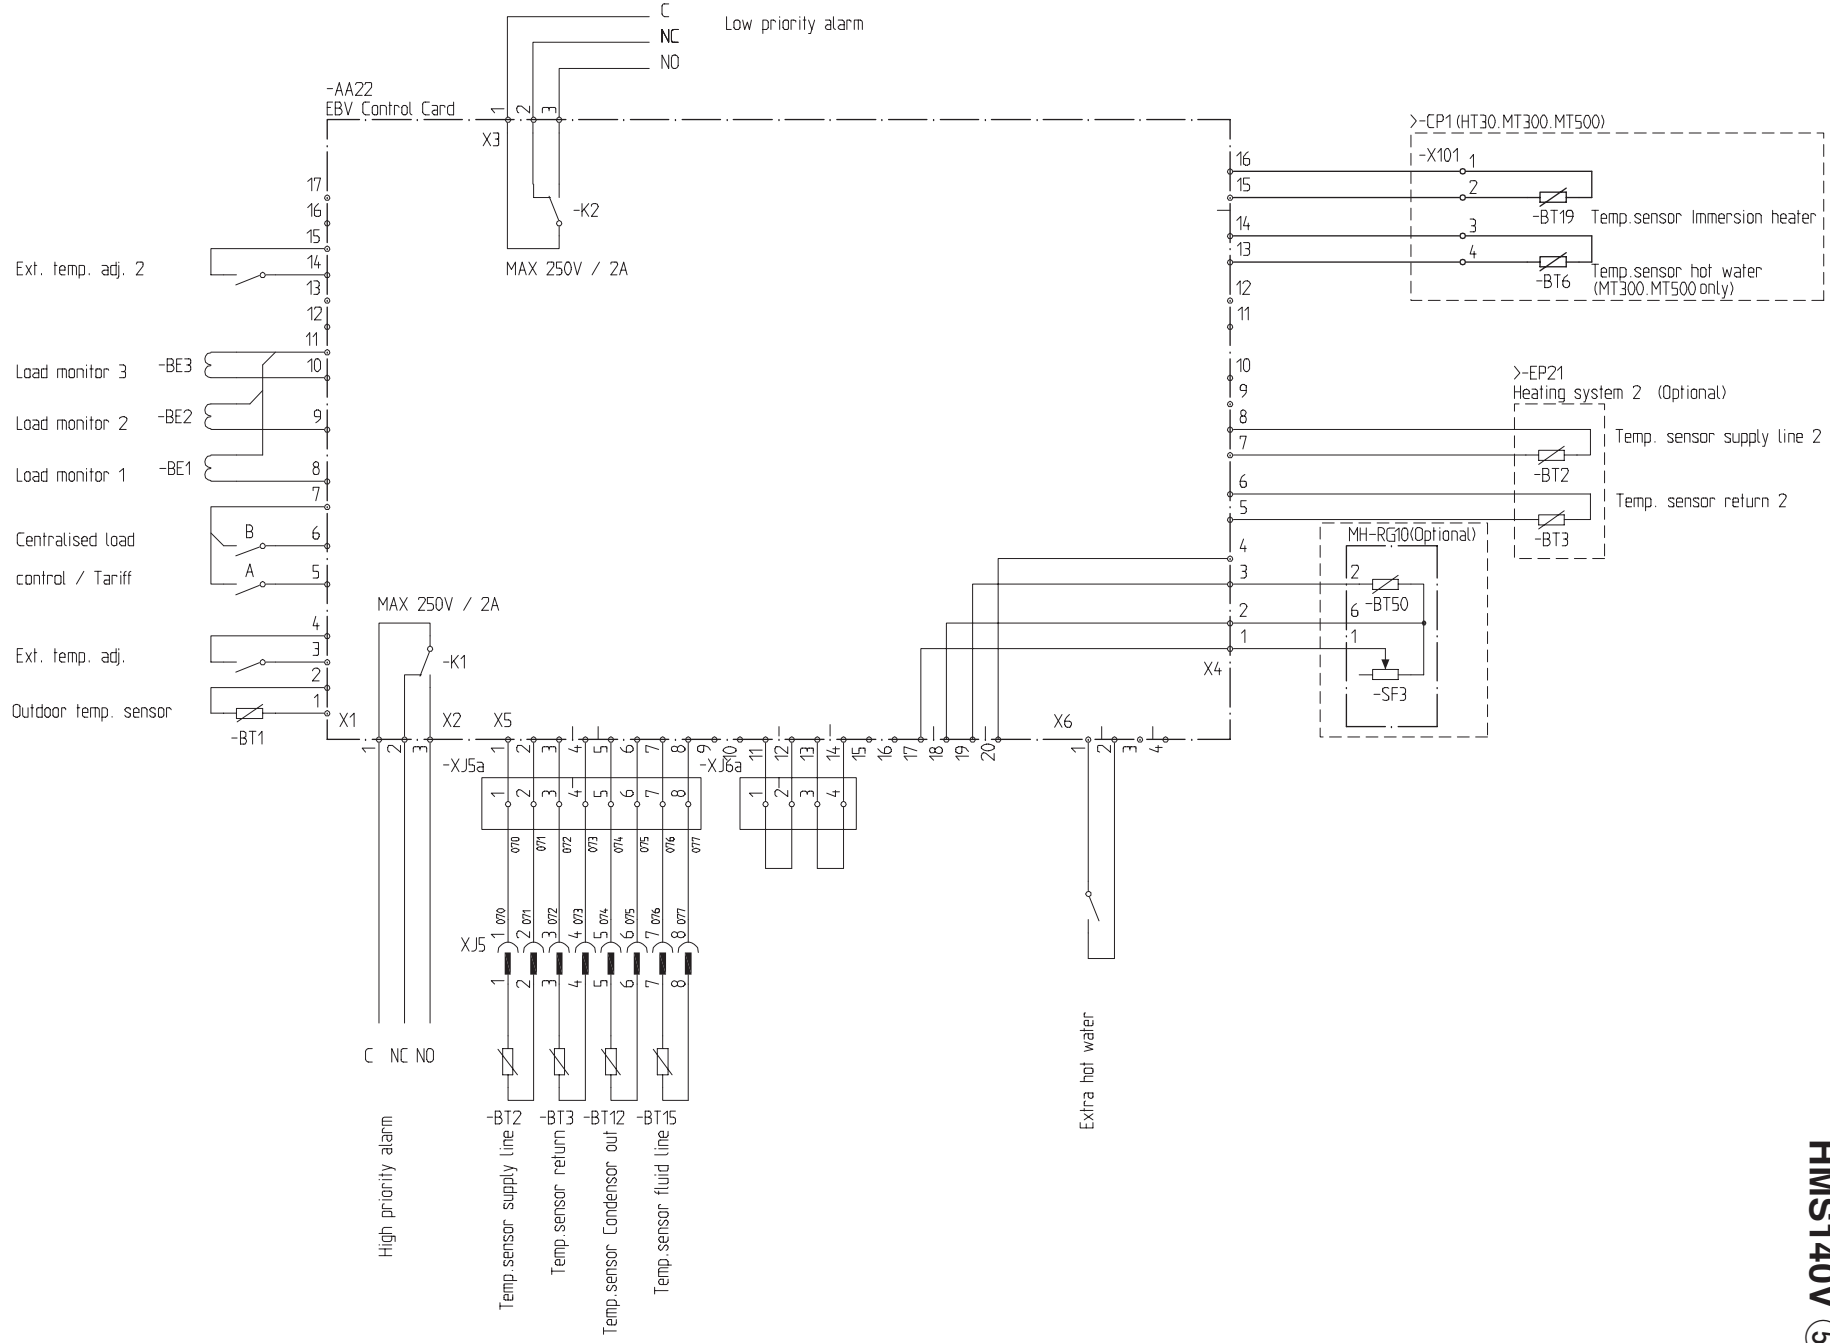 C
Low priority alarm
NC
NO
-AA22
EBV Control Card
1 2 3
X3
-K2
MAX 250V / 2A
17
16
15
14
13
12
11
10
9
8
7
6
5
4
3
2
1
X1
Ext. temp. adj. 2
Load monitor 3 -BE3
Load monitor 2 -BE2
Load monitor 1 -BE1
Centralised load
control / Tariff
B
A
Ext. temp. adj.
Outdoor temp. sensor
-BT1
MAX 250V / 2A
-K1
X2
1 2 3
C NC NO
High priority alarm
X5
1 2 3 4 5 6 7 8 9 10 11 12 13 14 15 16 17 18 19 20
-XJ5a
1 2 3 4 5 6 7 8
070 071 072 073 074 075 076 077
070 071 072 073 074 075 076 077
XJ5
1 2 3 4 5 6 7 8
1 2 3 4 5 6 7 8
-BT2 -BT3 -BT12 -BT15
Temp.sensor supply line
Temp.sensor return
Temp.sensor Condensor out
Temp.sensor fluid line
-XJ6a
1 2 3 4
X6
1 2 3 4
Extra hot water
16
15
14
13
12
11
10
9
8
7
6
5
4
3
2
1
X4
>-CP1 (HT30.MT300.MT500)
-X101
1
2
-BT19 Temp.sensor Immersion heater
3
4
-BT6 Temp.sensor hot water
(MT300.MT500 only)
>-EP21
Heating system 2 (Optional)
Temp. sensor supply line 2
-BT2
Temp. sensor return 2
-BT3
MH-RG10(Optional)
2
-BT50
6
1
-SF3
HMS140V 5